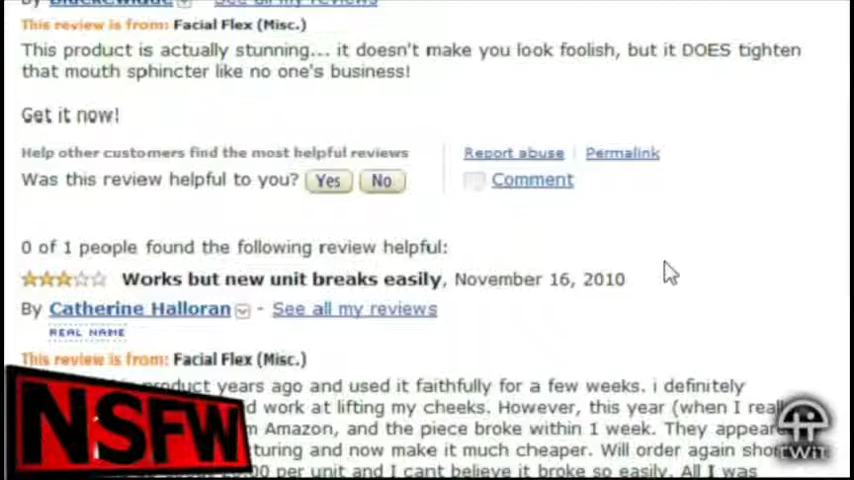 By See all my reviews
This review is from: Facial Flex (Misc.)
This product is actually stunning... it doesn't make you look foolish, but it DOES tighten
that mouth sphincter like no one's business!
Get it now!
Help other customers find the most helpful reviews
Report abuse | Permalink
Was this review helpful to you? Yes No
Comment
0 of 1 people found the following review helpful:
Works but new unit breaks easily, November 16, 2010
By Catherine Halloran - See all my reviews
REAL NAME
This review is from: Facial Flex (Misc.)
product years ago and used it faithfully for a few weeks. i definitely
work at lifting my cheeks. However, this year (when I
Amazon, and the piece broke within 1 week. They
and now make it much cheaper. Will order again
per unit and I cant believe it broke so easily. All I was
NSFW
TWiT